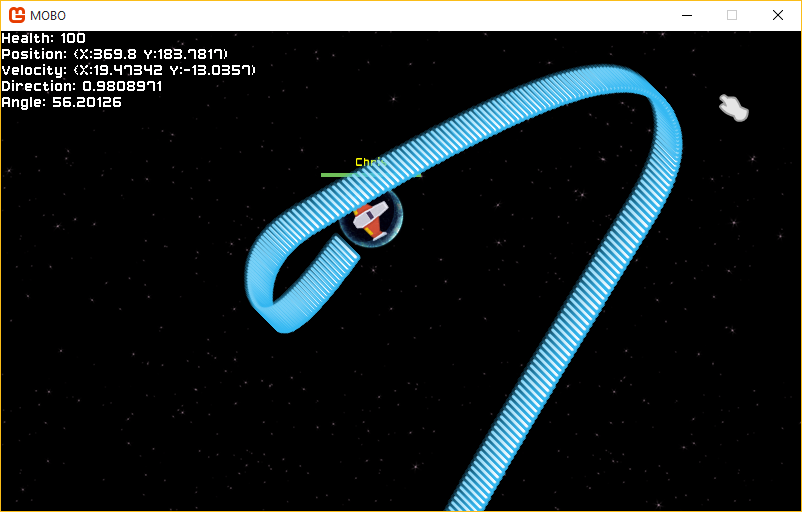 MOBO
Health: 100
Position: (X:369.8 Y:183.7817)
Velocity: (X:19.47342 Y:-13.0357)
Direction: 0.9808971
Angle: 56.20126